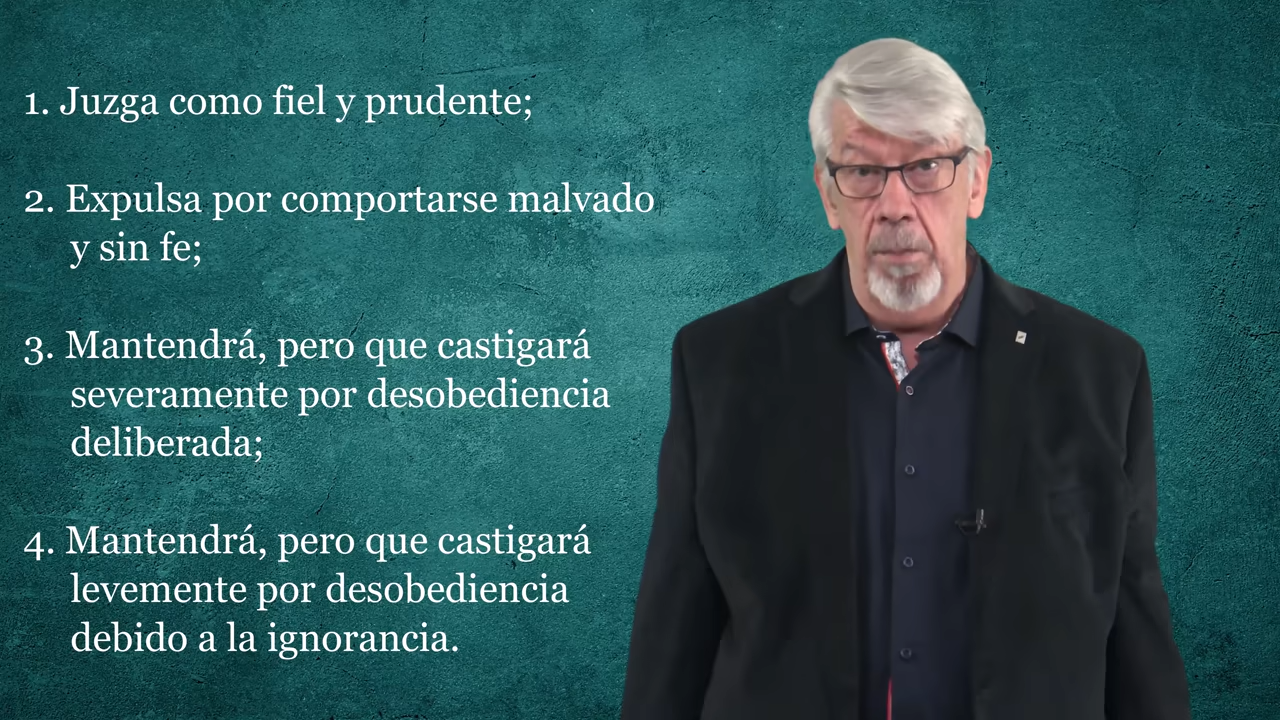 1. Juzga como fiel y prudente;
2. Expulsa por comportarse malvado
y sin fe;
3. Mantendrá, pero que castigará
severamente por desobediencia
deliberada;
4. Mantendrá, pero que castigará
levemente por desobediencia
debido a la ignorancia.